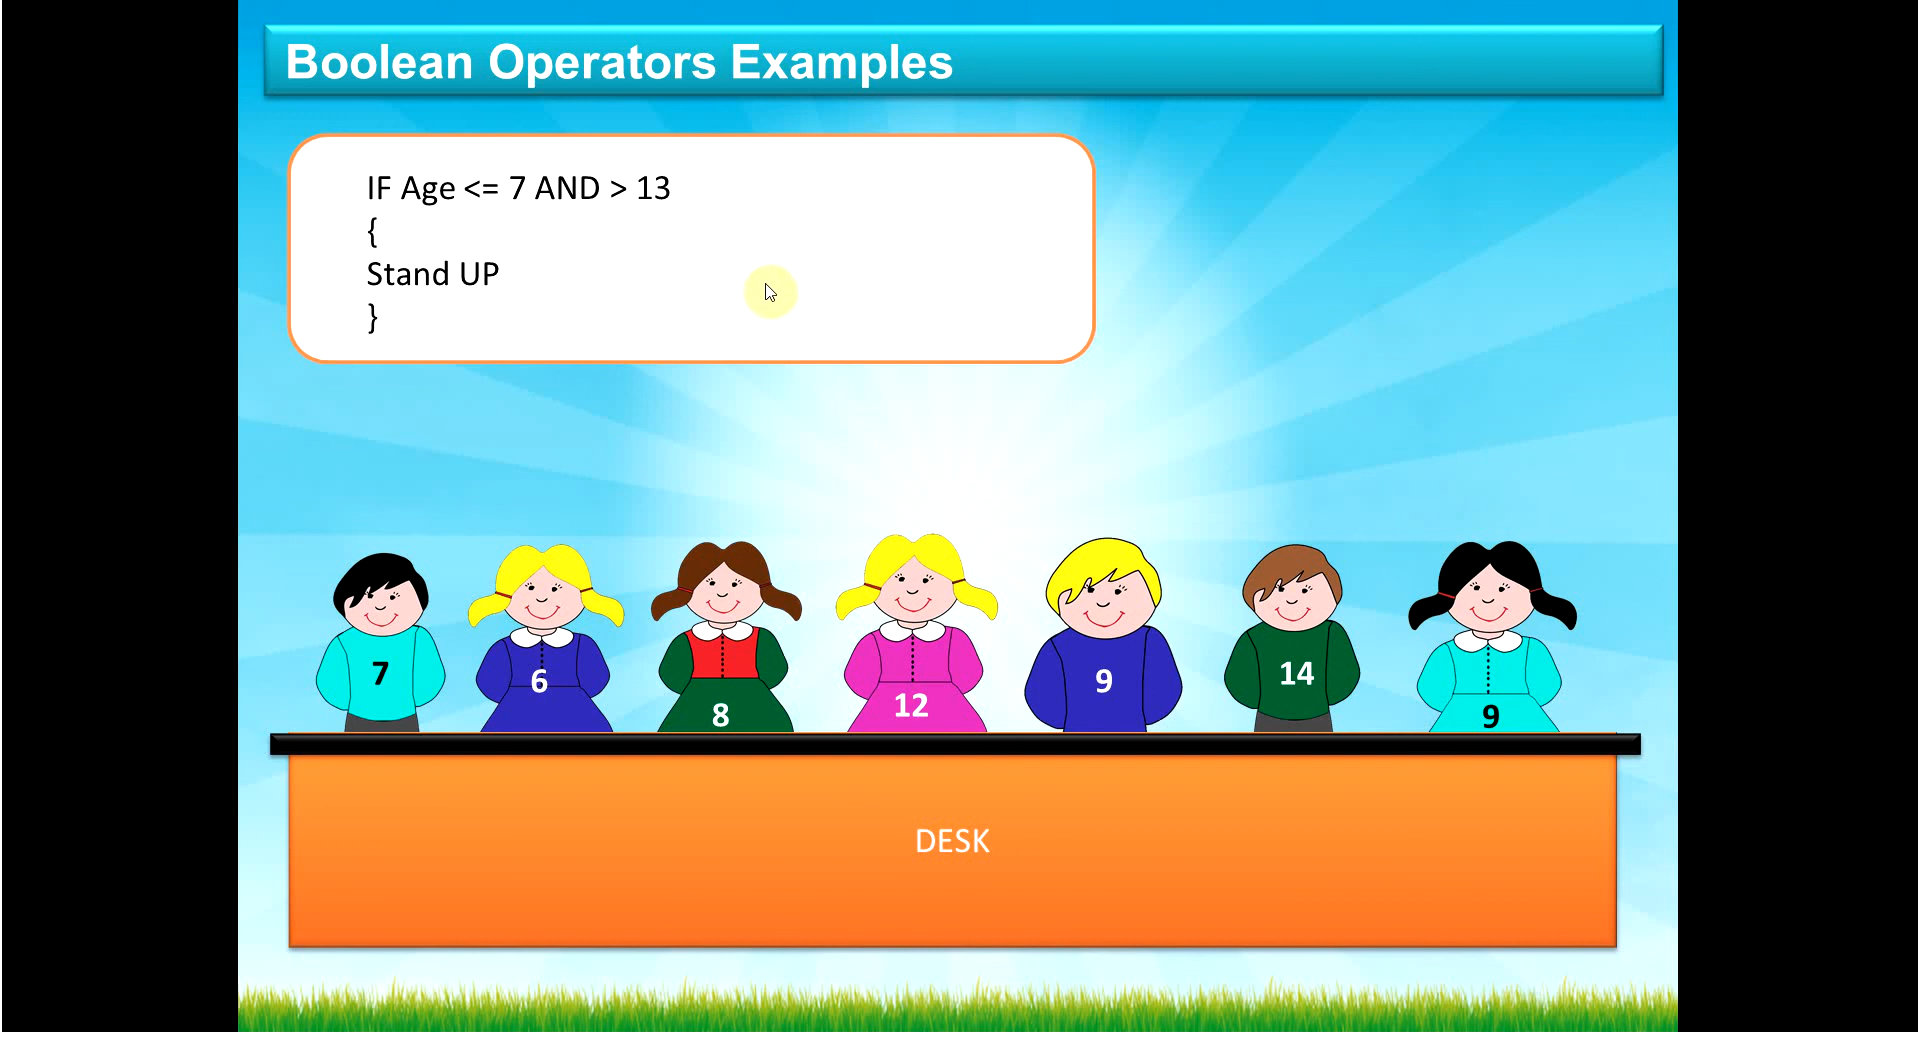 Boolean Operators Examples
IF Age <= 7 AND > 13
{
Stand UP
}
7
6
8
12
9
14
9
DESK